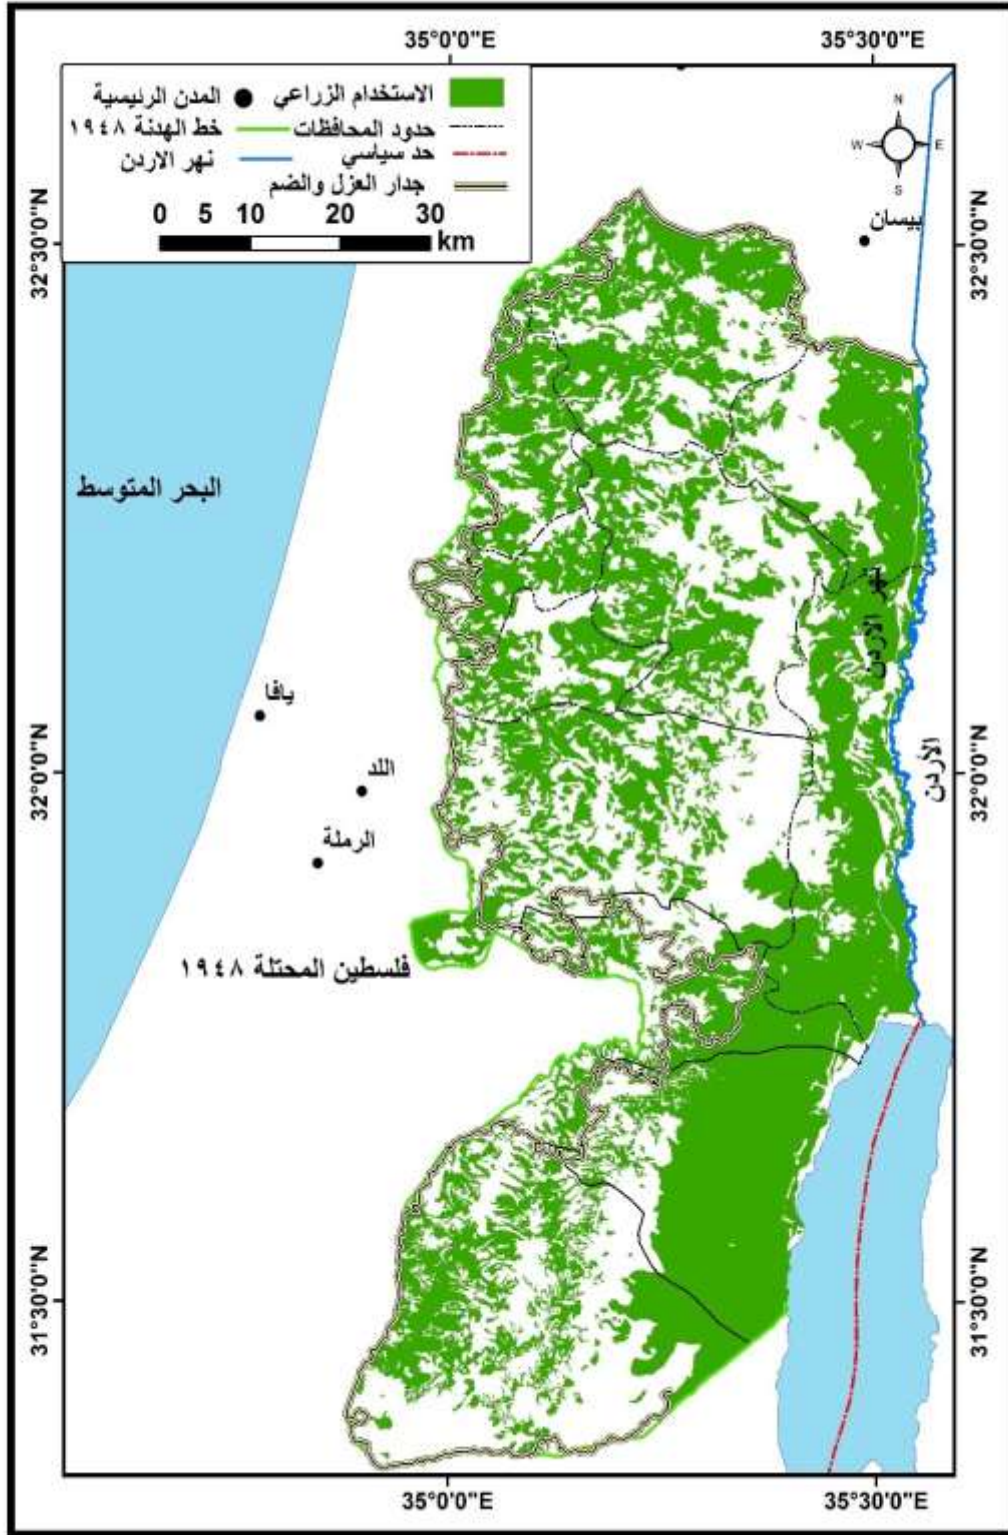 35°0'0"E
35°30'0"E
الاستخدام الزراعي
المدن الرئيسية
حدود المحافظات
خط الهدنة ١٩٤٨
حد سياسي
نهر الاردن
جدار العزل والضم
0 5 10 20 30
km
N
W E
S
32°30'0"N
32°30'0"N
بيسان
البحر المتوسط
نهر الاردن
يافا
اللد
الرملة
الأردن
32°0'0"N
32°0'0"N
فلسطين المحتلة ١٩٤٨
31°30'0"N
31°30'0"N
35°0'0"E
35°30'0"E